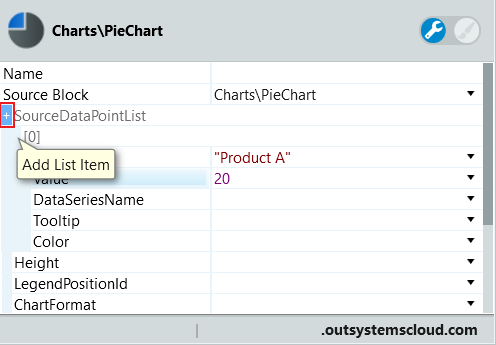 Charts\PieChart
Name
Source Block Charts\PieChart
+ SourceDataPointList
[0]
Add List Item
"Product A"
Value 20
DataSeriesName
Tooltip
Color
Height
LegendPositionId
ChartFormat
.outsystemscloud.com